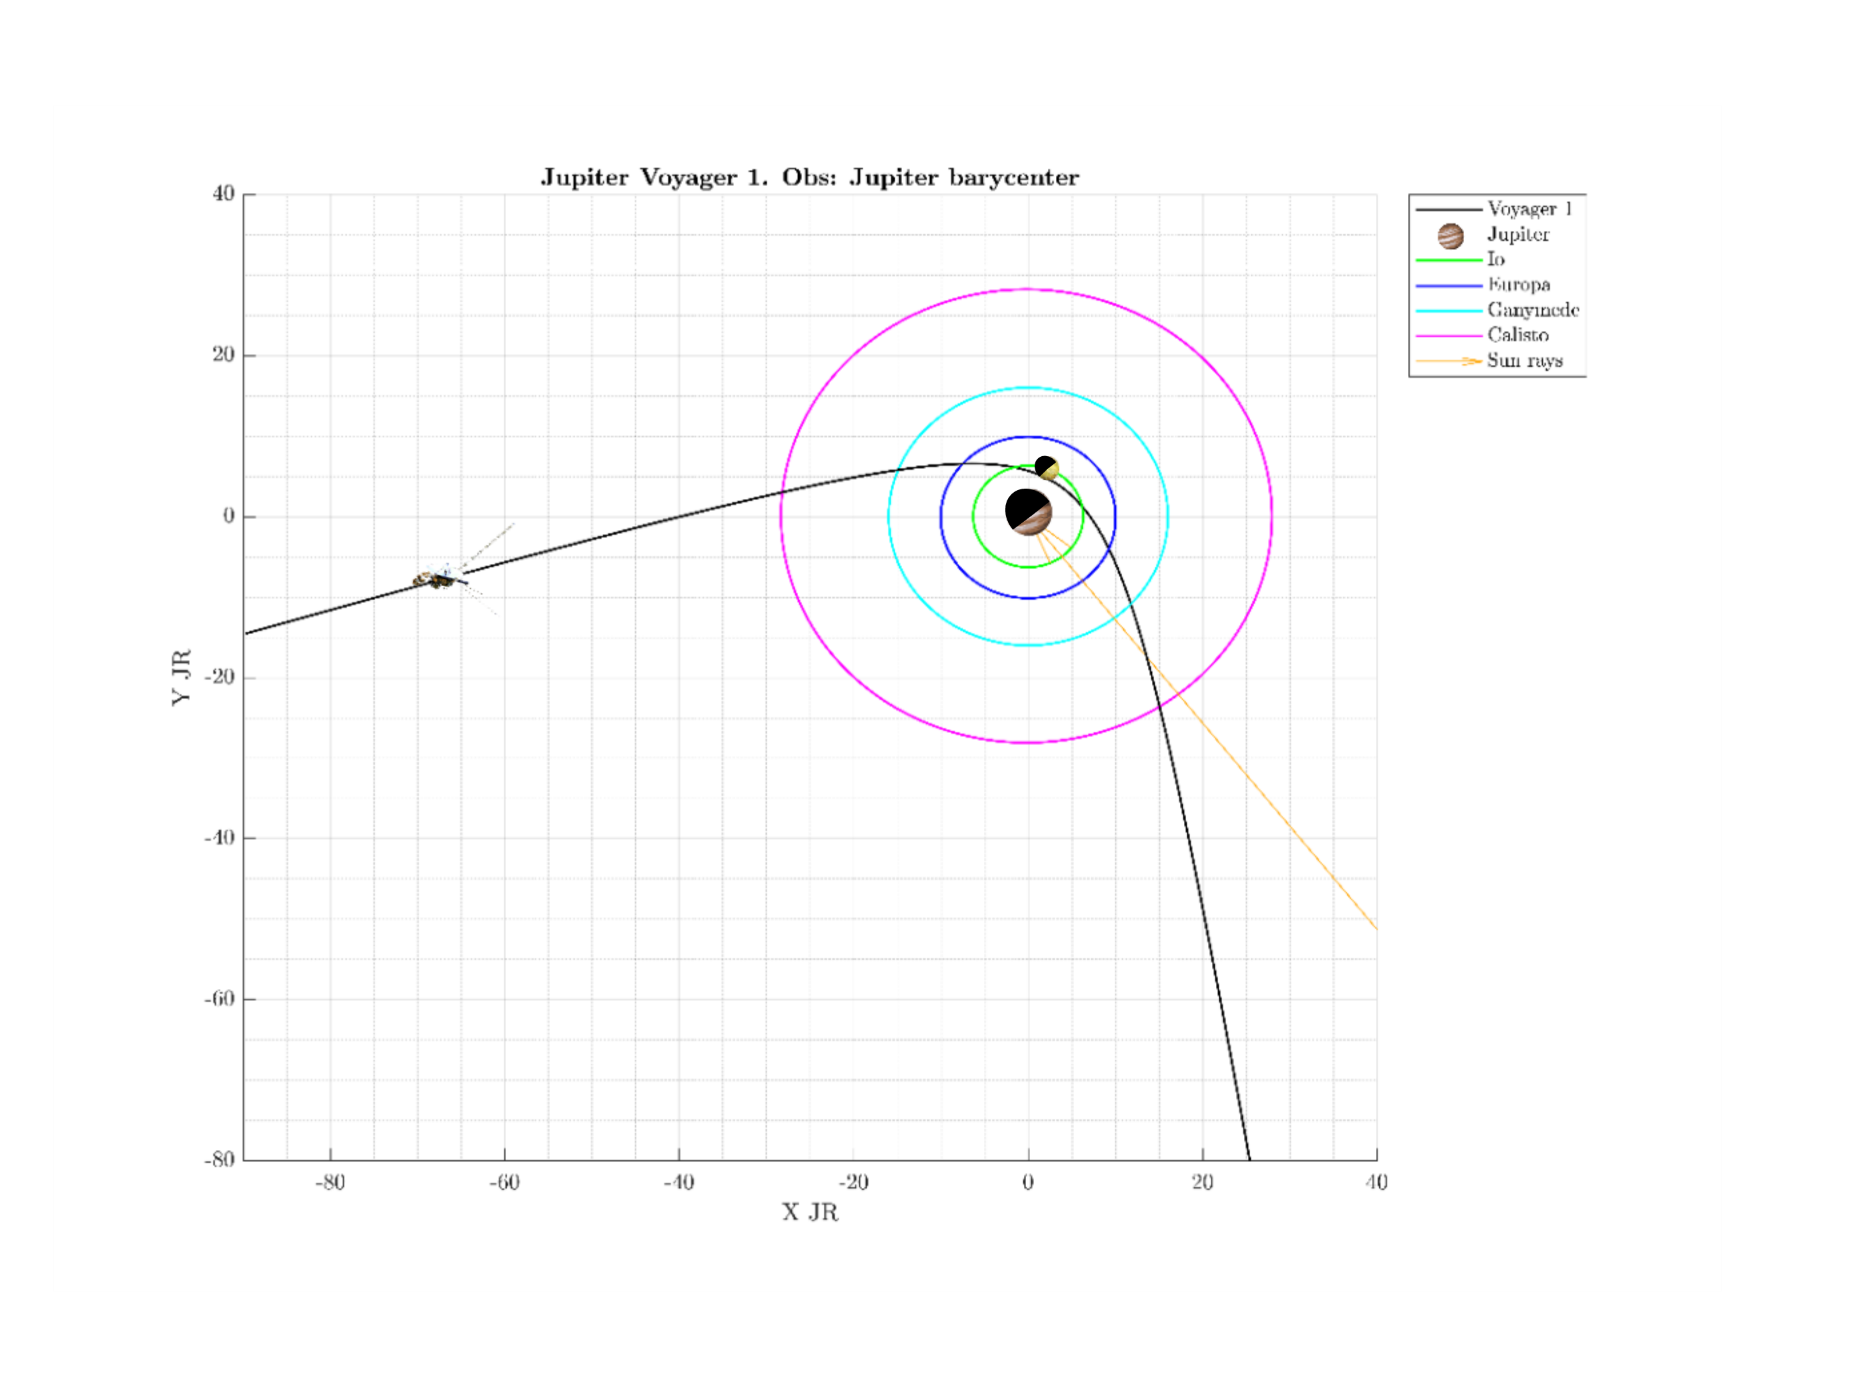 Jupiter Voyager 1. Obs: Jupiter barycenter
40
20
0
-20
-40
-60
-80
Y JR
-80
-60
-40
-20
0
20
40
X JR
Voyager 1
Jupiter
Io
Europa
Ganymede
Calisto
Sun rays